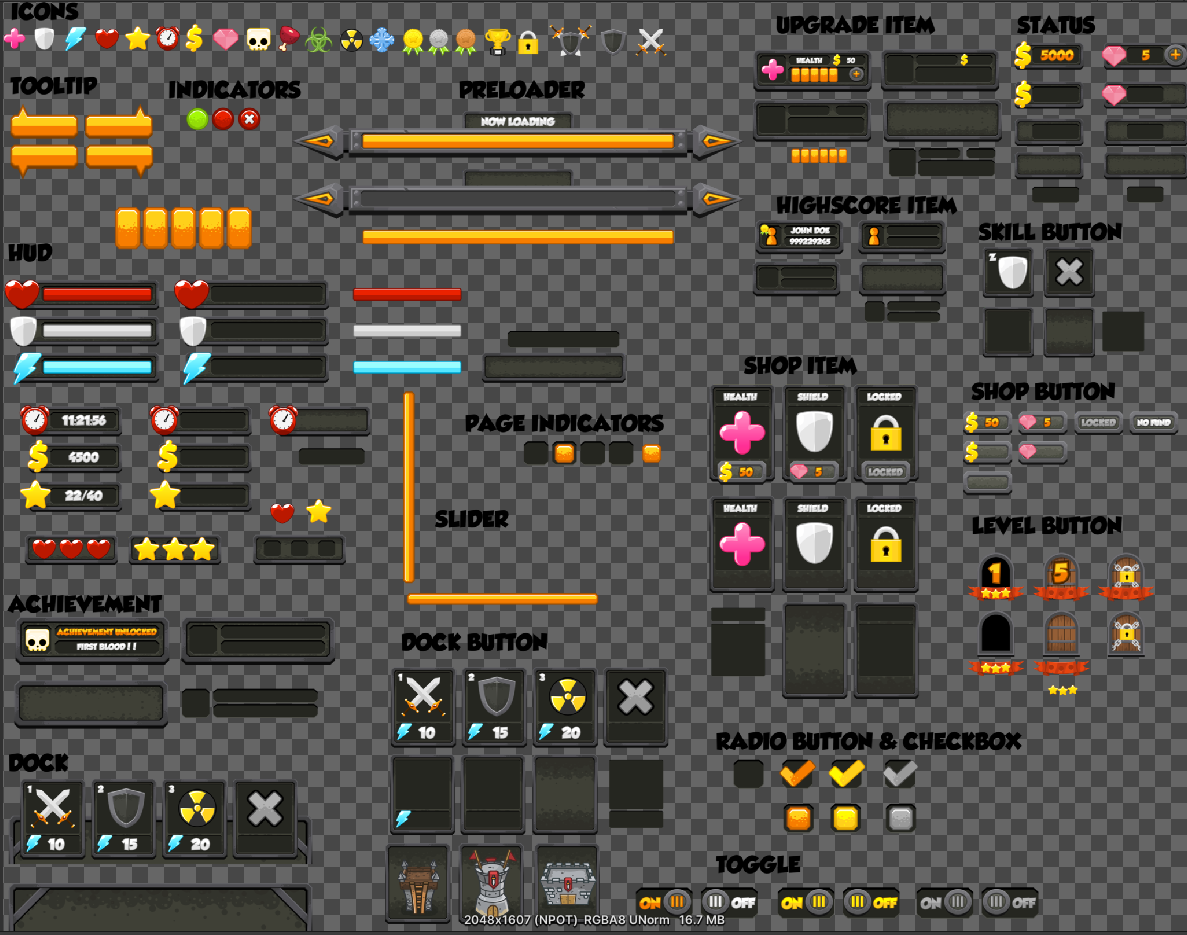 ICONS
UPGRADE ITEM
STATUS
HEALTH $ 50
$ 5000
5
TOOLTIP
INDICATORS
PRELOADER
NOW LOADING
HIGHSCORE ITEM
JOHN DOE
999229265
SKILL BUTTON
Z
HUD
11:21:56
$ 4500
22/40
PAGE INDICATORS
SLIDER
SHOP ITEM
HEALTH
SHIELD
LOCKED
$ 50
5
LOCKED
HEALTH
SHIELD
LOCKED
SHOP BUTTON
$ 50
5
LOCKED
NO FUND
LEVEL BUTTON
1
5
ACHIEVEMENT
ACHIEVEMENT UNLOCKED
FIRST BLOOD ! !
DOCK BUTTON
1
2
3
10
15
20
DOCK
1
2
3
10
15
20
RADIO BUTTON & CHECKBOX
TOGGLE
ON
OFF
ON
OFF
ON
OFF
2048x1607 (NPOT) RGBA8 UNorm 16.7 MB